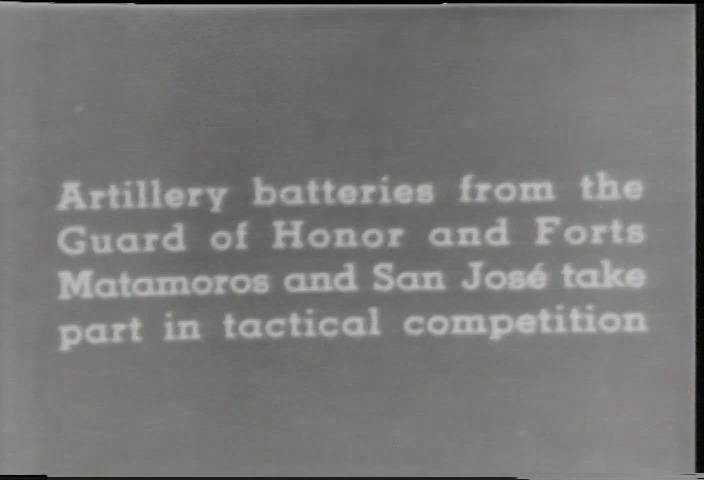 Artillery batteries from the
Guard of Honor and Forts
Matamoros and San José take
part in tactical competition